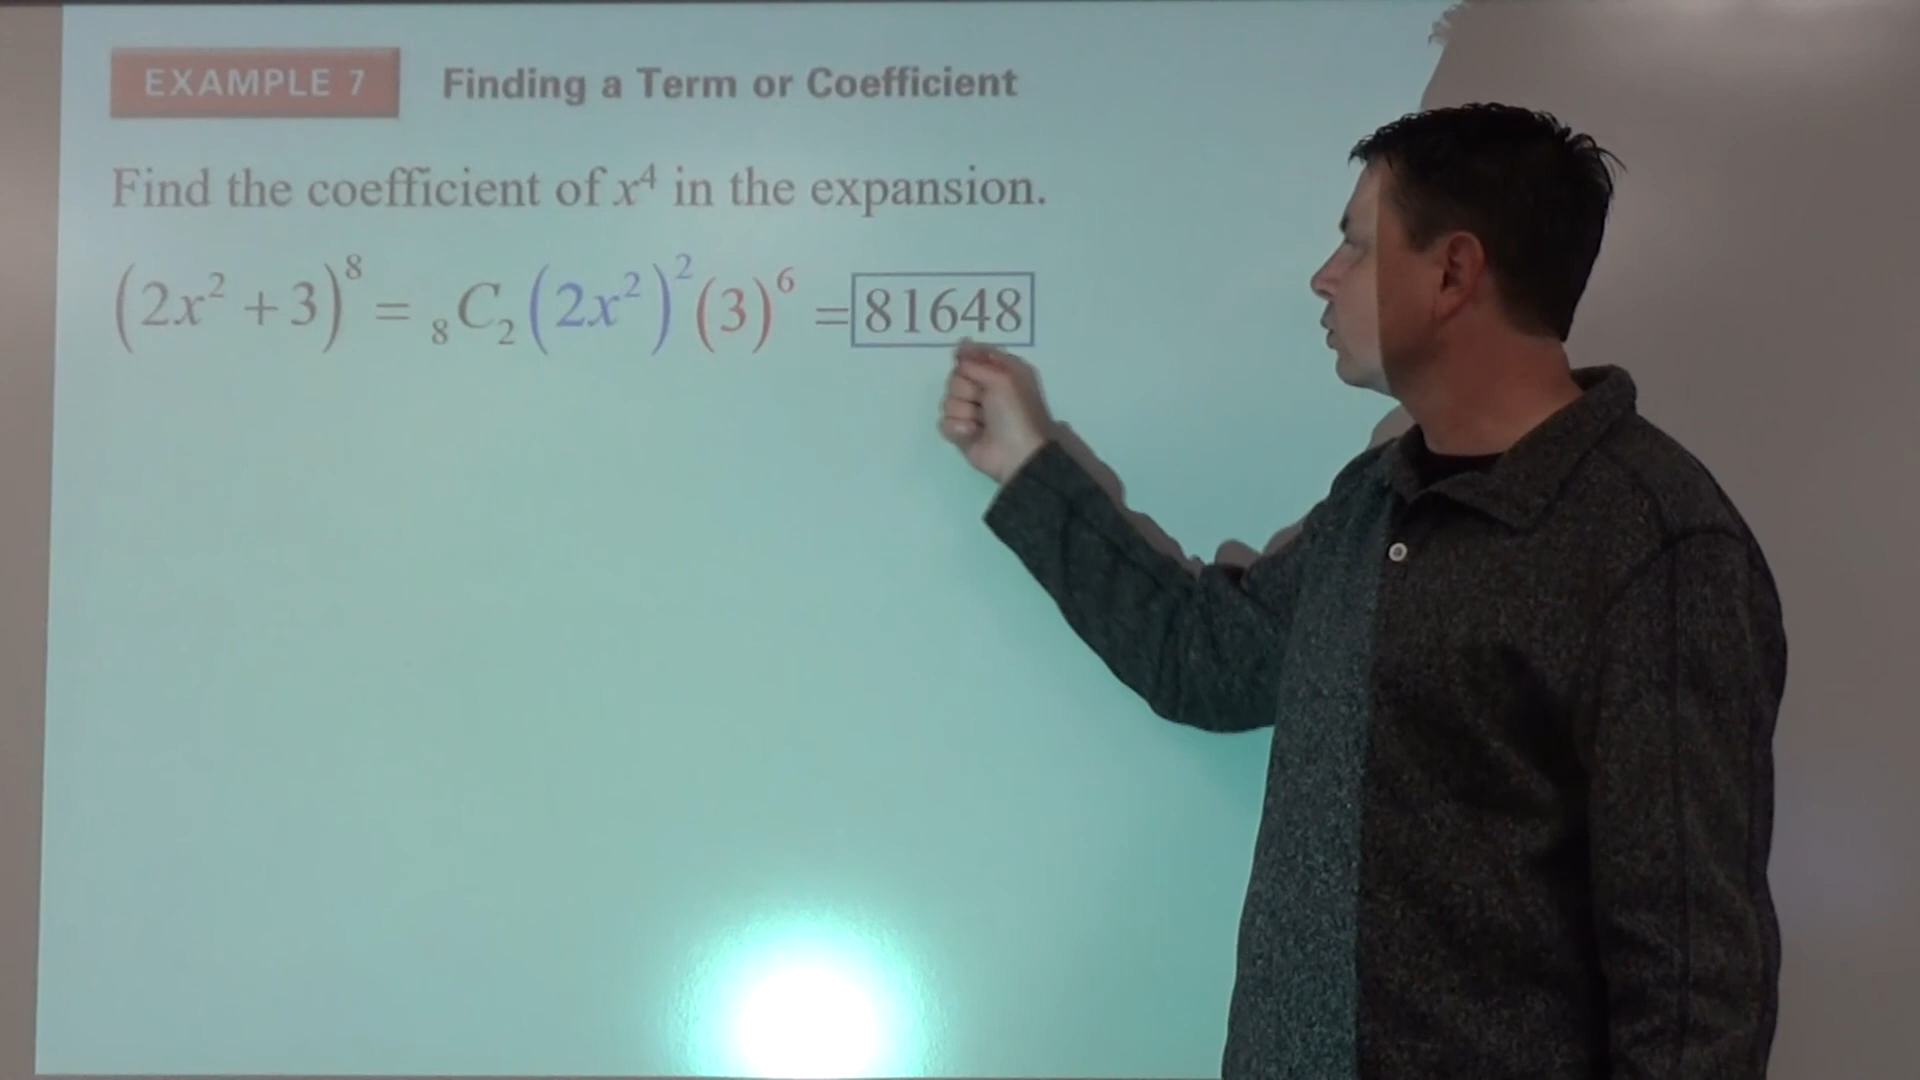 EXAMPLE 7 Finding a Term or Coefficient
Find the coefficient of x⁴ in the expansion.
(2x² + 3)⁸ = ₈C₂(2x²)²(3)⁶ = 81648